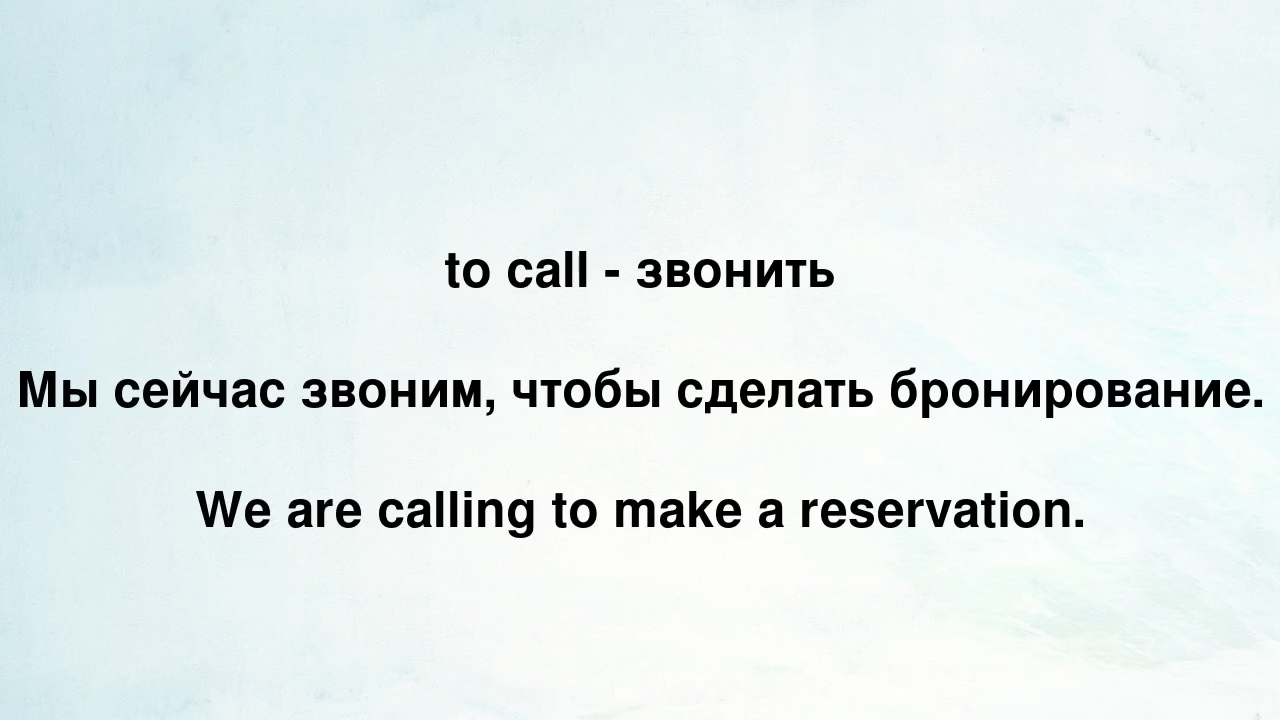 to call - звонить
Мы сейчас звоним, чтобы сделать бронирование.
We are calling to make a reservation.